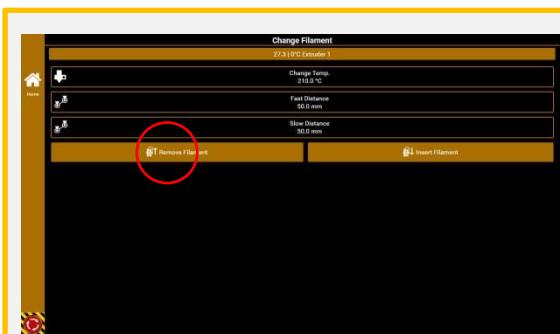 Change Filament
27.3 | 0°C Extruder 1
Home
Change Temp.
210.0 °C
Fast Distance
50.0 mm
Slow Distance
50.0 mm
Remove Filament
Insert Filament